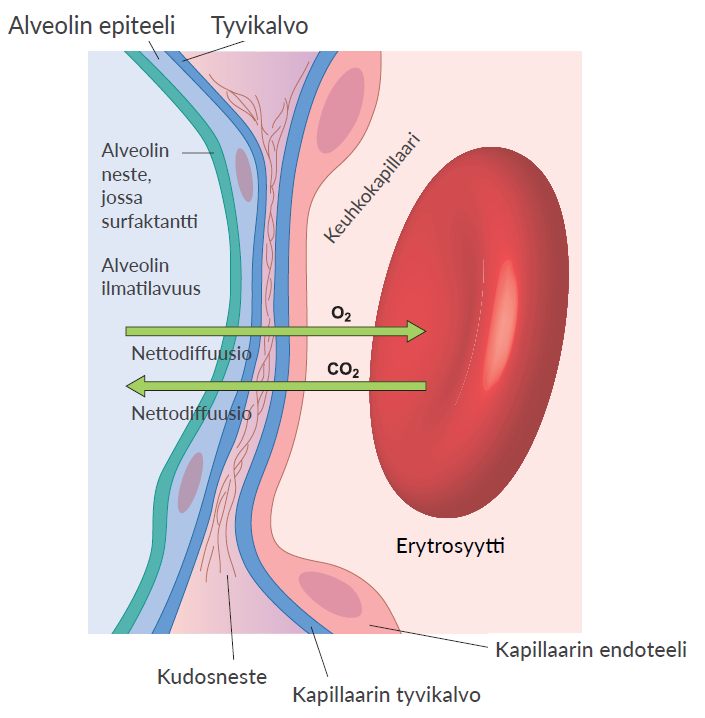 Alveolin epiteeli
Tyvikalvo
Alveolin
neste,
jossa
surfaktantti
Keuhkokapillaari
Alveolin
ilmatilavuus
O₂
Nettodiffuusio
CO₂
Nettodiffuusio
Erytrosyytti
Kapillaarin endoteeli
Kudosneste
Kapillaarin tyvikalvo